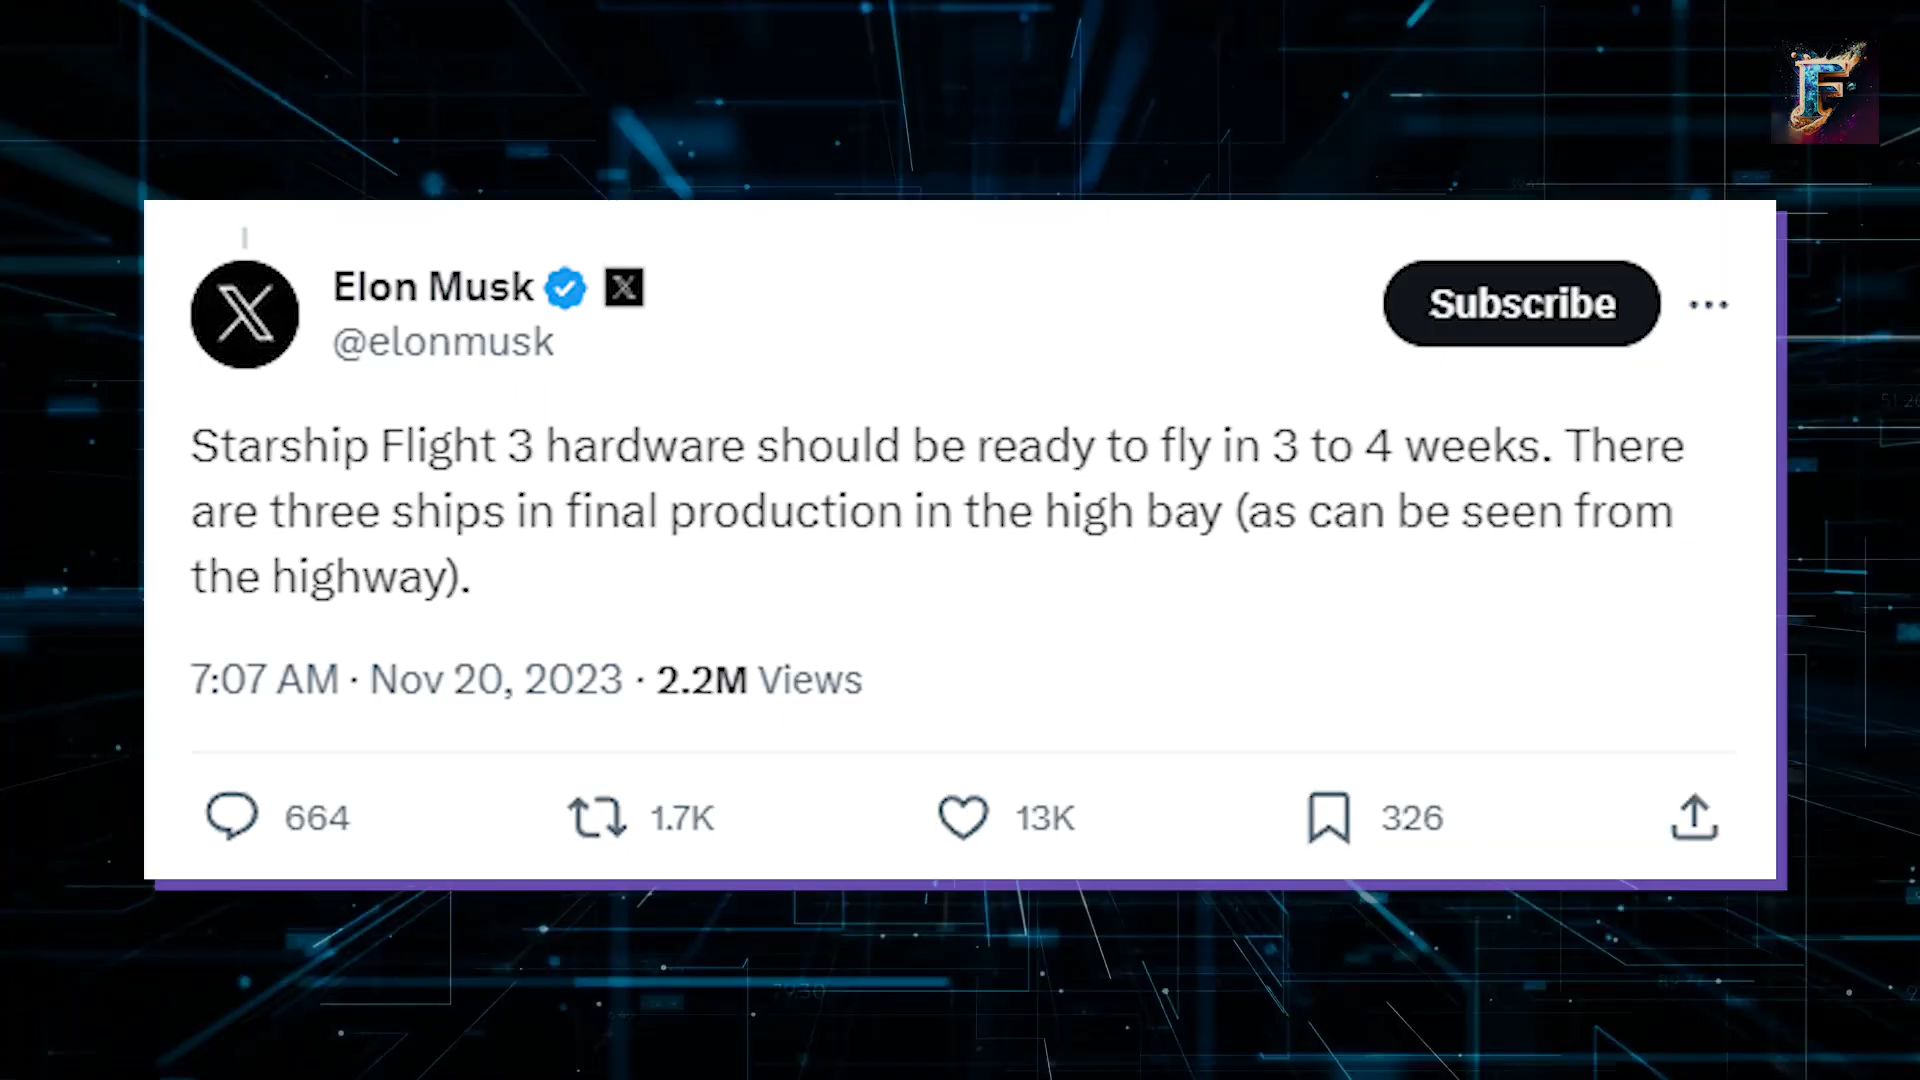 Elon Musk
Subscribe
@elonmusk
Starship Flight 3 hardware should be ready to fly in 3 to 4 weeks. There
are three ships in final production in the high bay (as can be seen from
the highway).
7:07 AM · Nov 20, 2023 · 2.2M Views
664 1.7K 13K 326
F